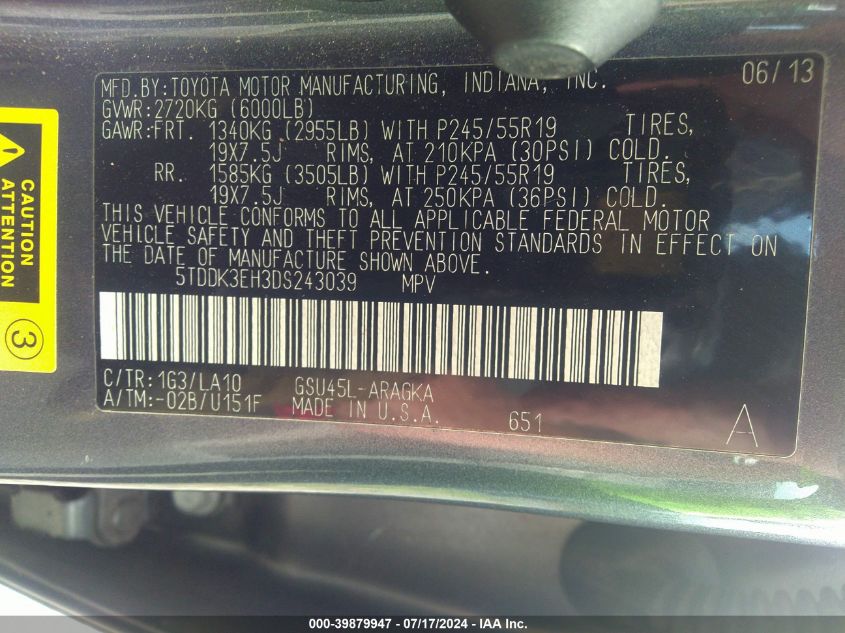 MFD.BY:TOYOTA MOTOR MANUFACTURING, INDIANA, INC. 06/13
GVWR:2720KG (6000LB)
GAWR:FRT. 1340KG (2955LB) WITH P245/55R19 TIRES,
19X7.5J RIMS, AT 210KPA (30PSI) COLD.
RR. 1585KG (3505LB) WITH P245/55R19 TIRES,
19X7.5J RIMS, AT 250KPA (36PSI) COLD.
THIS VEHICLE CONFORMS TO ALL APPLICABLE FEDERAL MOTOR
VEHICLE SAFETY AND THEFT PREVENTION STANDARDS IN EFFECT ON
THE DATE OF MANUFACTURE SHOWN ABOVE.
5TDDK3EH3DS243039 MPV
C/TR:1G3/LA10 GSU45L-ARAGKA
A/TM:-02B/U151F MADE IN U.S.A. 651 A
CAUTION
3
000-39879947 - 07/17/2024 - IAA Inc.